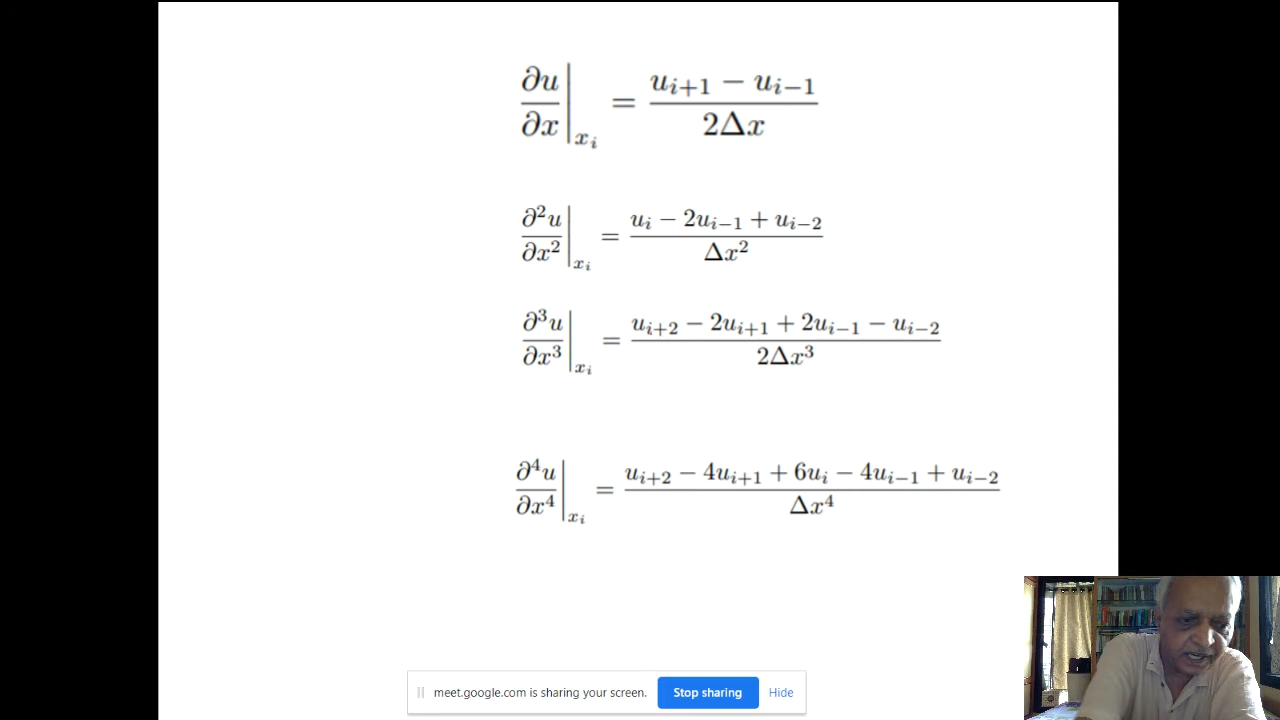 ∂u/∂x |_{x_i} = (u_{i+1} − u_{i−1}) / (2Δx)
∂²u/∂x² |_{x_i} = (u_i − 2u_{i−1} + u_{i−2}) / (Δx²)
∂³u/∂x³ |_{x_i} = (u_{i+2} − 2u_{i+1} + 2u_{i−1} − u_{i−2}) / (2Δx³)
∂⁴u/∂x⁴ |_{x_i} = (u_{i+2} − 4u_{i+1} + 6u_i − 4u_{i−1} + u_{i−2}) / (Δx⁴)
meet.google.com is sharing your screen. Stop sharing Hide